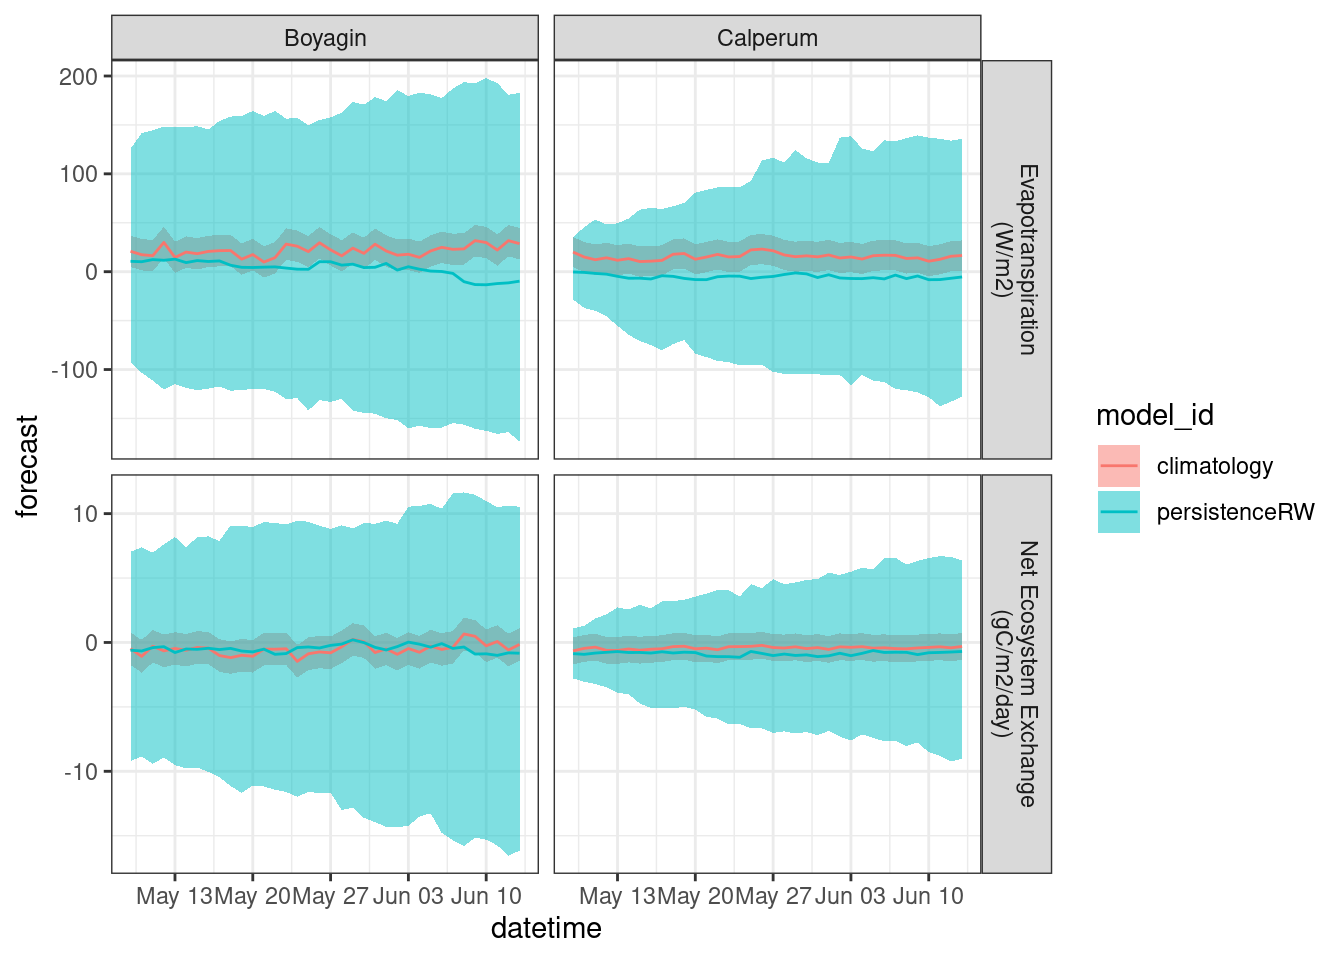 Boyagin
Calperum
200
100
0
-100
Evapotranspiration
(W/m2)
forecast
10
0
-10
Net Ecosystem Exchange
(gC/m2/day)
May 13 May 20 May 27 Jun 03 Jun 10
May 13 May 20 May 27 Jun 03 Jun 10
datetime
model_id
climatology
persistenceRW